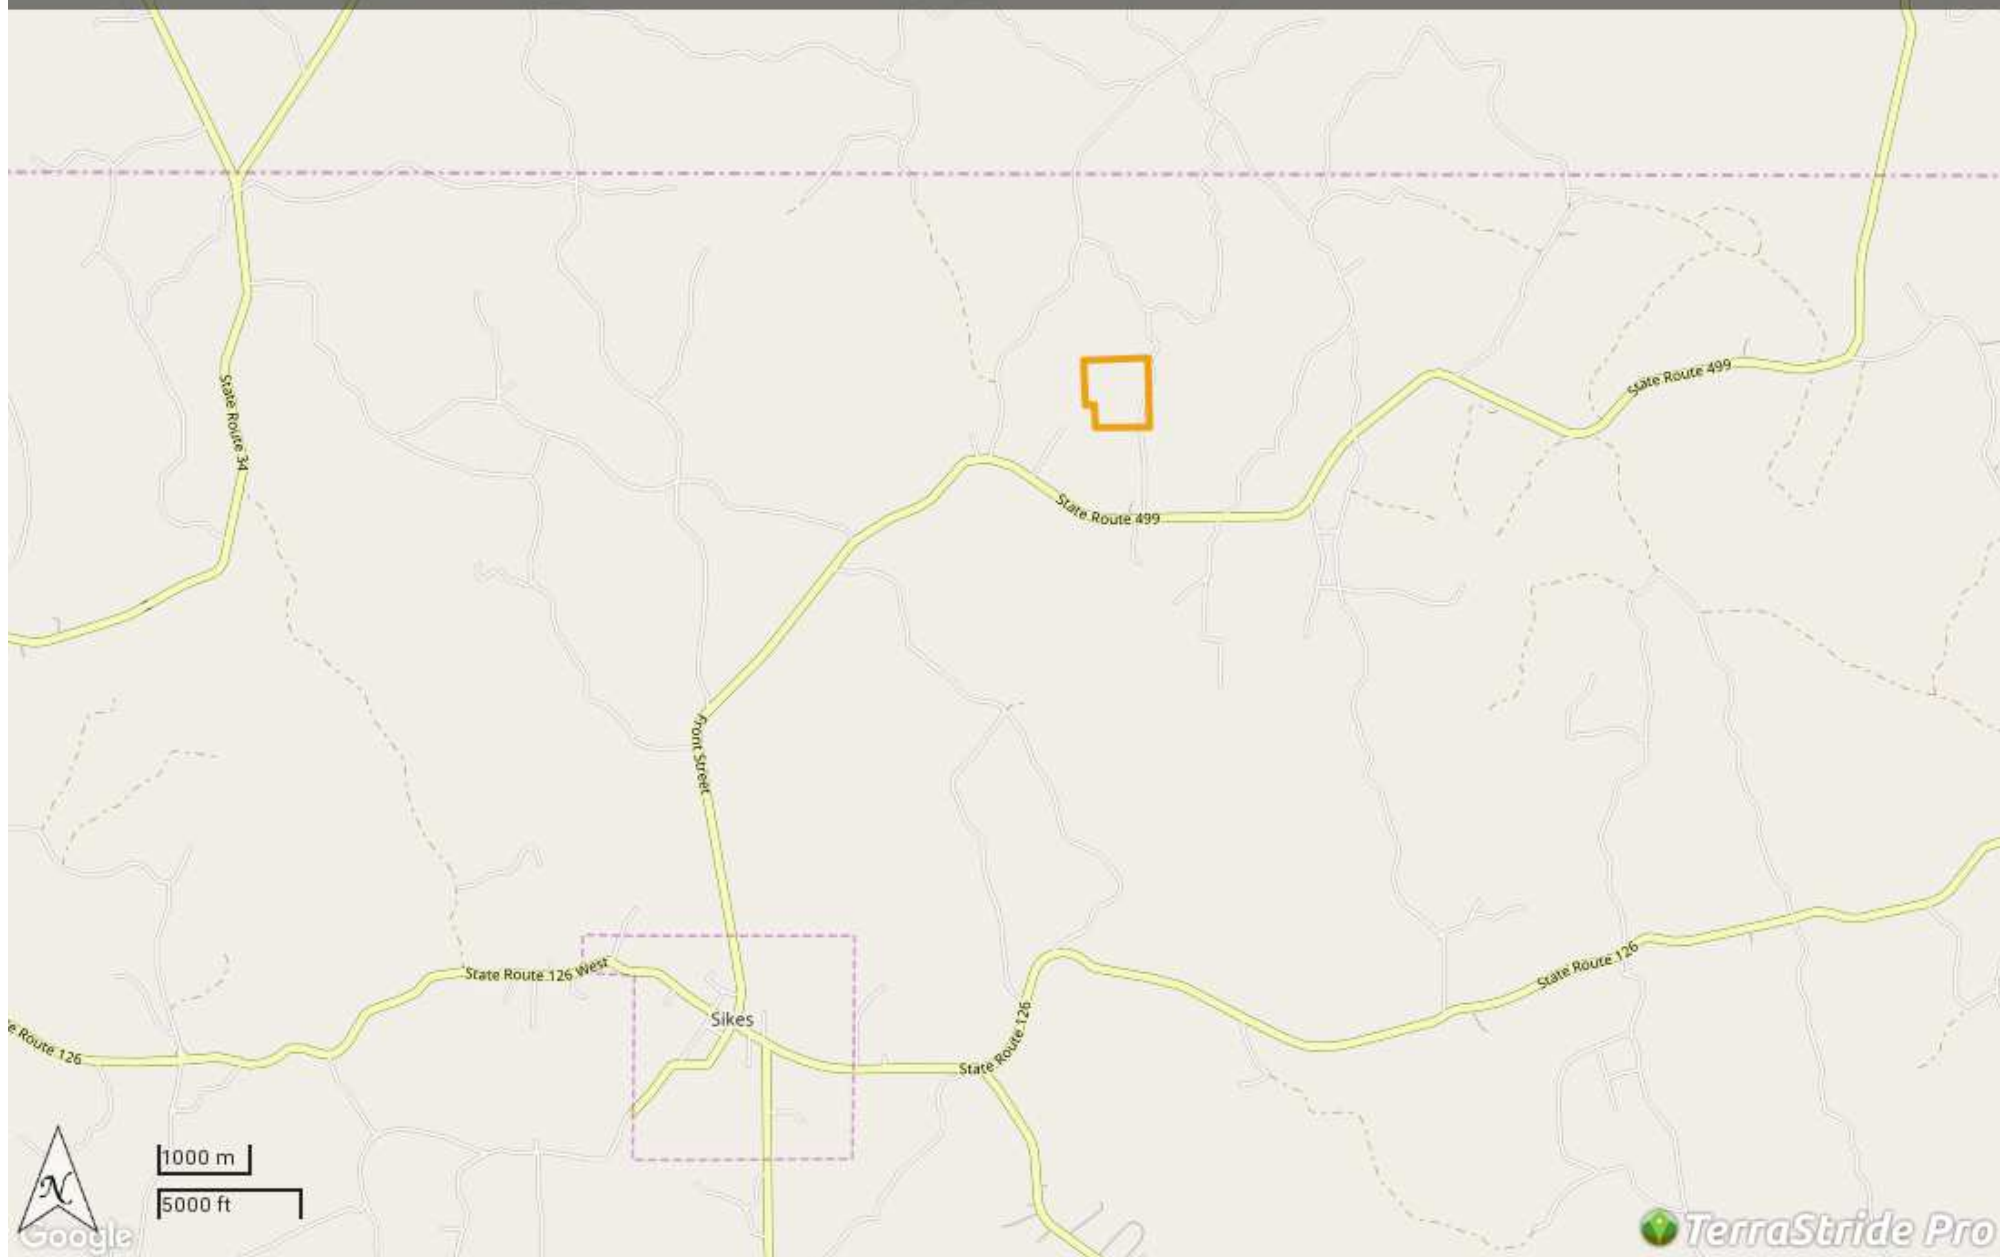 State Route 34
State Route 499
State Route 499
Front Street
State Route 126 West
Sikes
State Route 126
State Route 126
e Route 126
1000 m
5000 ft
N
Google
TerraStride Pro